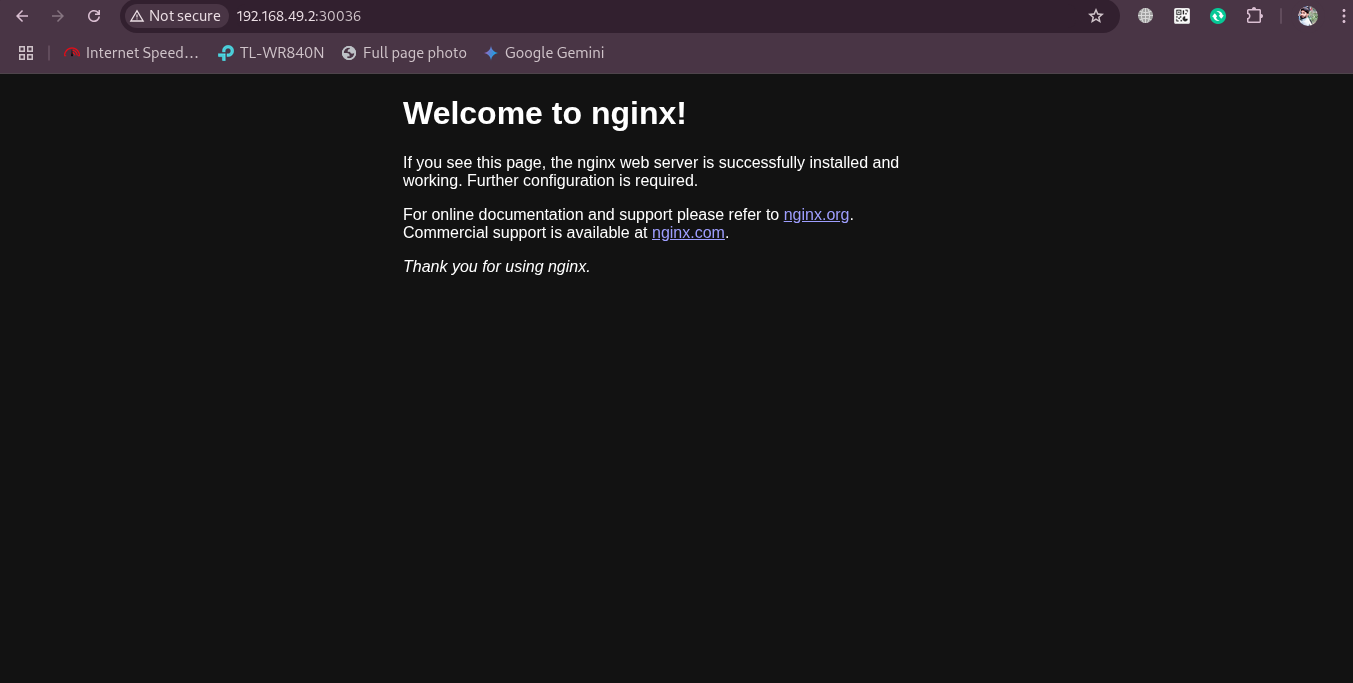 Not secure 192.168.49.2:30036
Internet Speed... TL-WR840N Full page photo Google Gemini
Welcome to nginx!
If you see this page, the nginx web server is successfully installed and
working. Further configuration is required.
For online documentation and support please refer to nginx.org.
Commercial support is available at nginx.com.
Thank you for using nginx.